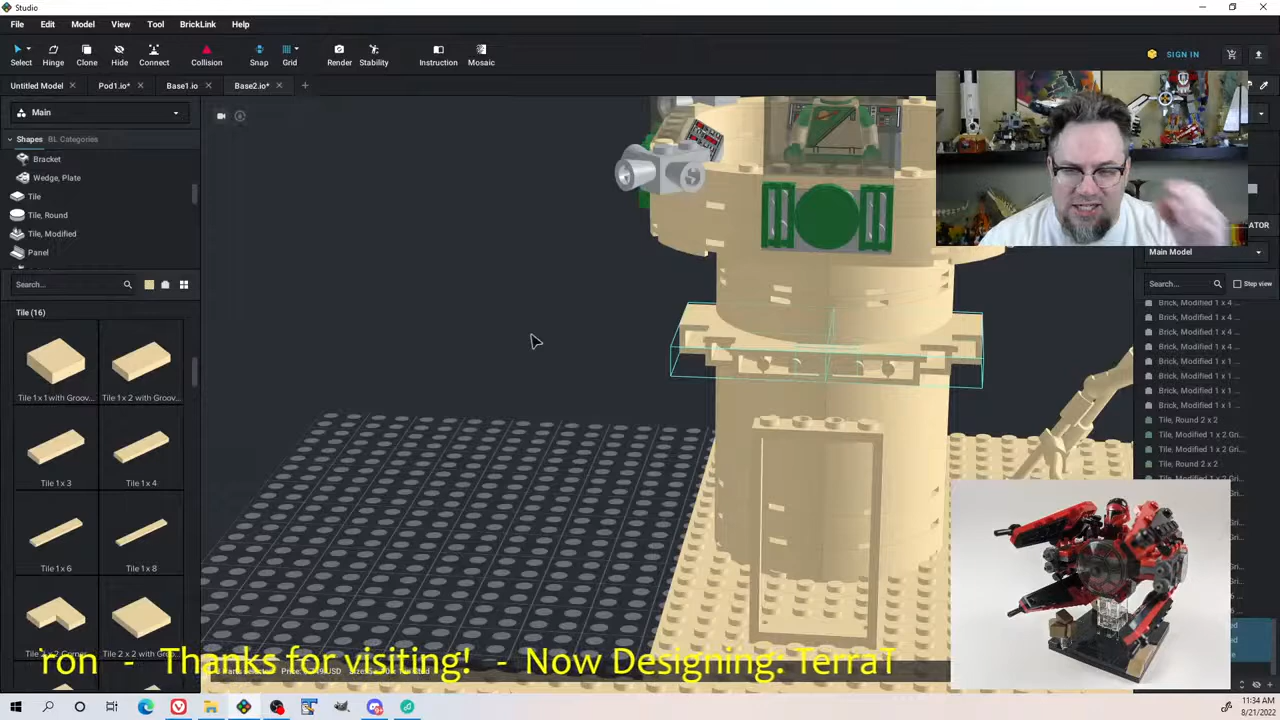 Studio
File Edit Model View Tool BrickLink Help
Select Hinge Clone Hide Connect Collision Snap Grid Render Stability Instruction Mosaic
SIGN IN
Untitled Model Pod1.io* Base1.io Base2.io*
Main
Shapes BL Categories
Bracket
Wedge, Plate
Tile
Tile, Round
Tile, Modified
Panel
Search...
Tile (16)
Tile 1 x 1 with Groov... Tile 1 x 2 with Groov...
Tile 1 x 3 Tile 1 x 4
Tile 1 x 6 Tile 1 x 8
Main Model
Search... Step view
Brick, Modified 1 x 4 ...
Brick, Modified 1 x 4 ...
Brick, Modified 1 x 4 ...
Brick, Modified 1 x 4 ...
Brick, Modified 1 x 1 ...
Brick, Modified 1 x 1 ...
Brick, Modified 1 x 1 ...
Brick, Modified 1 x 1 ...
Tile, Round 2 x 2
Tile, Modified 1 x 2 Gri...
Tile, Round 2 x 2
Tile, Modified 1 x 2 Gri...
ron - Thanks for visiting! - Now Designing: TerraT
11:34 AM
8/21/2022